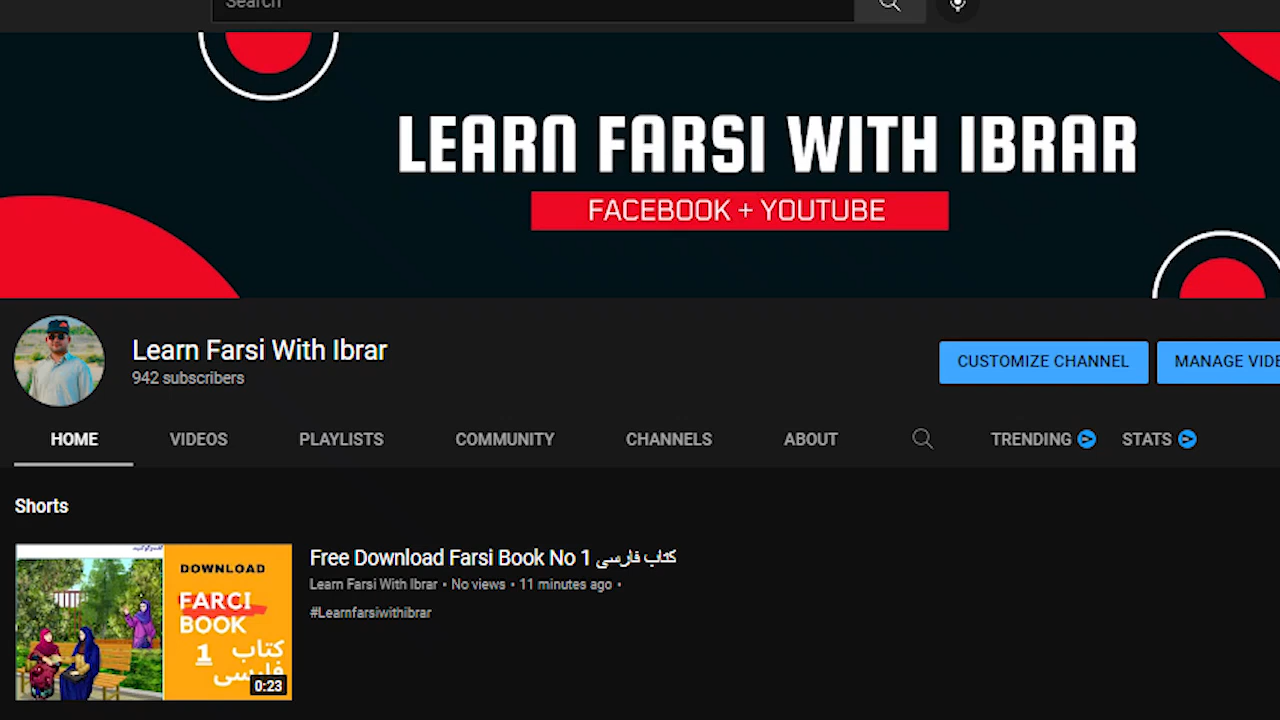 Search
LEARN FARSI WITH IBRAR
FACEBOOK + YOUTUBE
Learn Farsi With Ibrar
942 subscribers
CUSTOMIZE CHANNEL
MANAGE VIDE
HOME
VIDEOS
PLAYLISTS
COMMUNITY
CHANNELS
ABOUT
TRENDING
STATS
Shorts
DOWNLOAD
FARCI
BOOK
1 کتاب
فارسی
0:23
Free Download Farsi Book No 1 کتاب فارسی
Learn Farsi With Ibrar • No views • 11 minutes ago •
#Learnfarsiwithibrar